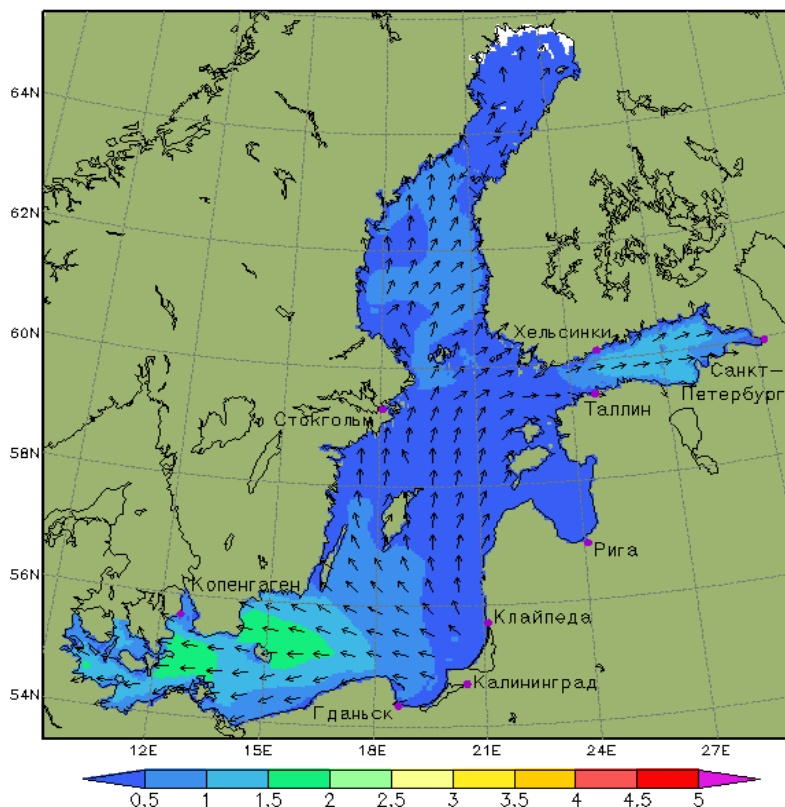 64N
62N
60N
58N
56N
54N
Хельсинки
Санкт-
Петербург
Таллин
Стокгольм
Рига
Копенгаген
Клайпеда
Калининград
Гданьск
12E 15E 18E 21E 24E 27E
0.5 1 1.5 2 2.5 3 3.5 4 4.5 5